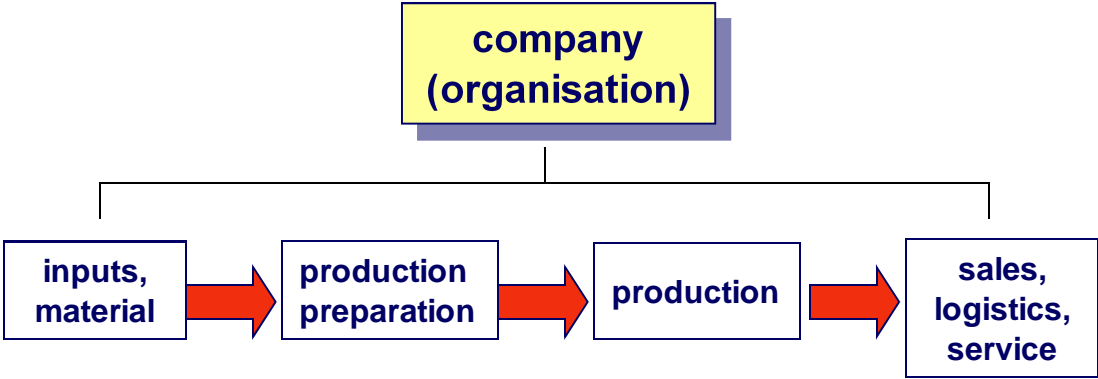 company
(organisation)
inputs,
material
production
preparation
production
sales,
logistics,
service